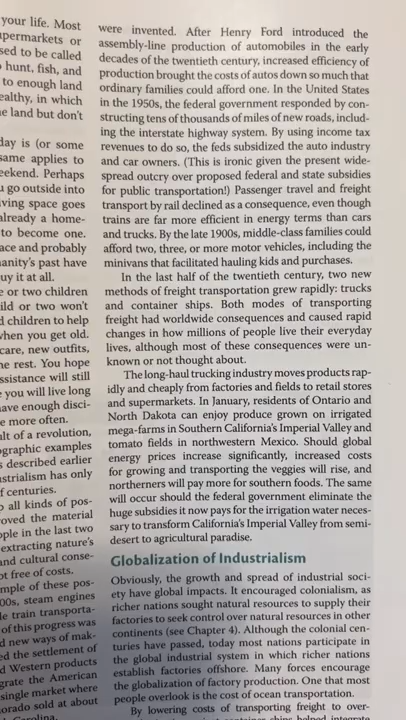 your life. Most
supermarkets or
sed to be called
hunt, fish, and
to enough land
ealthy, in which
he land but don't
day is (or some
same applies to
eekend. Perhaps
u go outside into
iving space goes
already a home-
to become one.
ace and probably
anity's past have
uy it at all.
e or two children
ild or two won't
d children to help
when you get old.
care, new outfits,
he rest. You hope
ssistance will still
you will live long
ave enough disci-
e more often.
ult of a revolution,
ographic examples
s described earlier
ustrialism has only
f centuries.
o all kinds of pos-
oved the material
ople in the last two
extracting nature's
and cultural conse-
ot free of costs.
mple of these pos-
00s, steam engines
le train transporta-
of this progress was
d new ways of mak-
ed the settlement of
d Western products
grate the American
single market where
orado sold at about
Carolina.
were invented. After Henry Ford introduced the
assembly-line production of automobiles in the early
decades of the twentieth century, increased efficiency of
production brought the costs of autos down so much that
ordinary families could afford one. In the United States
in the 1950s, the federal government responded by con-
structing tens of thousands of miles of new roads, includ-
ing the interstate highway system. By using income tax
revenues to do so, the feds subsidized the auto industry
and car owners. (This is ironic given the present wide-
spread outcry over proposed federal and state subsidies
for public transportation!) Passenger travel and freight
transport by rail declined as a consequence, even though
trains are far more efficient in energy terms than cars
and trucks. By the late 1900s, middle-class families could
afford two, three, or more motor vehicles, including the
minivans that facilitated hauling kids and purchases.
In the last half of the twentieth century, two new
methods of freight transportation grew rapidly: trucks
and container ships. Both modes of transporting
freight had worldwide consequences and caused rapid
changes in how millions of people live their everyday
lives, although most of these consequences were un-
known or not thought about.
The long-haul trucking industry moves products rap-
idly and cheaply from factories and fields to retail stores
and supermarkets. In January, residents of Ontario and
North Dakota can enjoy produce grown on irrigated
mega-farms in Southern California's Imperial Valley and
tomato fields in northwestern Mexico. Should global
energy prices increase significantly, increased costs
for growing and transporting the veggies will rise, and
northerners will pay more for southern foods. The same
will occur should the federal government eliminate the
huge subsidies it now pays for the irrigation water neces-
sary to transform California's Imperial Valley from semi-
desert to agricultural paradise.
Globalization of Industrialism
Obviously, the growth and spread of industrial soci-
ety have global impacts. It encouraged colonialism, as
richer nations sought natural resources to supply their
factories to seek control over natural resources in other
continents (see Chapter 4). Although the colonial cen-
turies have passed, today most nations participate in
the global industrial system in which richer nations
establish factories offshore. Many forces encourage
the globalization of factory production. One that most
people overlook is the cost of ocean transportation.
By lowering costs of transporting freight to over-
container ships helped integrate